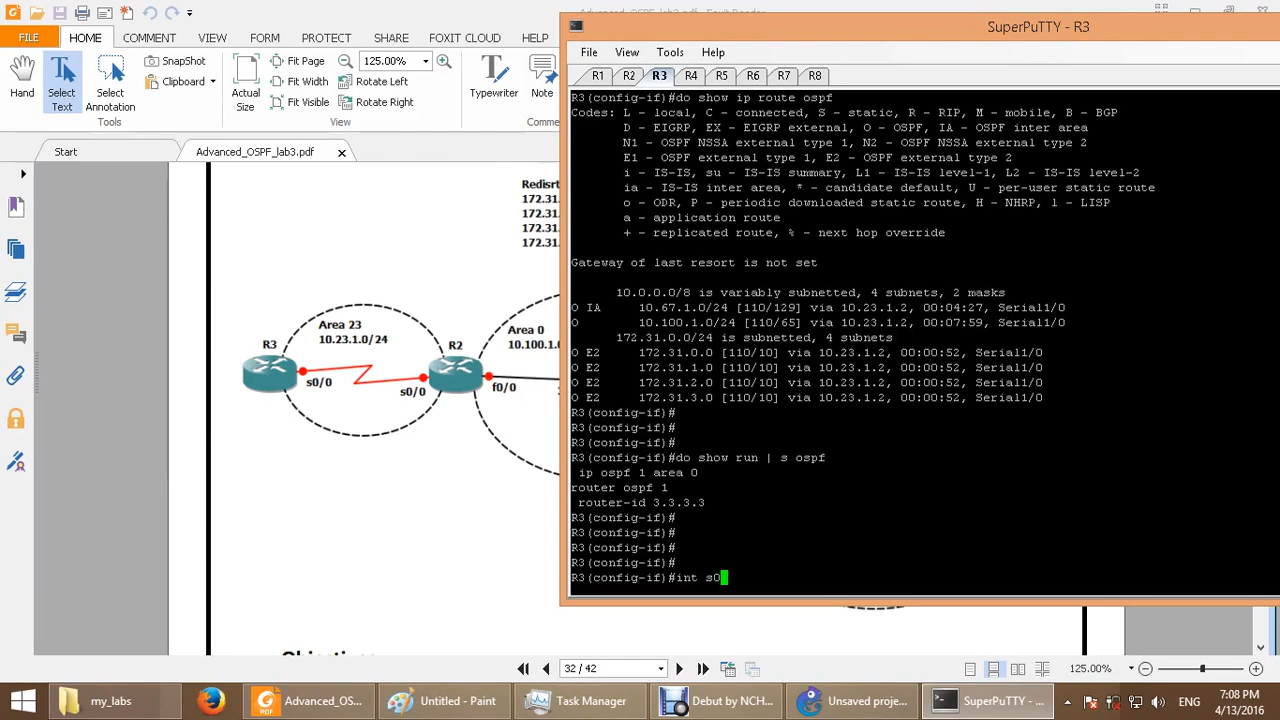 Advanced_OSPF_lab3.pdf - Foxit Reader
FILE
HOME
COMMENT
VIEW
FORM
PROTECT
SHARE
FOXIT CLOUD
HELP
Hand
Select
Text
Select
Annotation
SnapShot
Clipboard
Tools
Actual
Size
Fit Page
Fit Width
Fit Visible
125.00%
Rotate Left
Rotate Right
View
Typewriter
Note
Comme
Start
Advanced_OSPF_lab3.pdf
Redisrt
172.31.
172.31.
172.31.
172.31.
Area 23
10.23.1.0/24
R3
s0/0
R2
s0/0
f0/0
Area 0
10.100.1.
SuperPuTTY - R3
File View Tools Help
R1 R2 R3 R4 R5 R6 R7 R8
R3(config-if)#do show ip route ospf
Codes: L - local, C - connected, S - static, R - RIP, M - mobile, B - BGP
D - EIGRP, EX - EIGRP external, O - OSPF, IA - OSPF inter area
N1 - OSPF NSSA external type 1, N2 - OSPF NSSA external type 2
E1 - OSPF external type 1, E2 - OSPF external type 2
i - IS-IS, su - IS-IS summary, L1 - IS-IS level-1, L2 - IS-IS level-2
ia - IS-IS inter area, * - candidate default, U - per-user static route
o - ODR, P - periodic downloaded static route, H - NHRP, l - LISP
a - application route
+ - replicated route, % - next hop override
Gateway of last resort is not set
10.0.0.0/8 is variably subnetted, 4 subnets, 2 masks
O IA 10.67.1.0/24 [110/129] via 10.23.1.2, 00:04:27, Serial1/0
O 10.100.1.0/24 [110/65] via 10.23.1.2, 00:07:59, Serial1/0
172.31.0.0/24 is subnetted, 4 subnets
O E2 172.31.0.0 [110/10] via 10.23.1.2, 00:00:52, Serial1/0
O E2 172.31.1.0 [110/10] via 10.23.1.2, 00:00:52, Serial1/0
O E2 172.31.2.0 [110/10] via 10.23.1.2, 00:00:52, Serial1/0
O E2 172.31.3.0 [110/10] via 10.23.1.2, 00:00:52, Serial1/0
R3(config-if)#
R3(config-if)#
R3(config-if)#
R3(config-if)#do show run | s ospf
ip ospf 1 area 0
router ospf 1
router-id 3.3.3.3
R3(config-if)#
R3(config-if)#
R3(config-if)#
R3(config-if)#
R3(config-if)#int s0
32 / 42
125.00%
my_labs
PDF
Advanced_OS...
Untitled - Paint
Task Manager
Debut by NCH...
Unsaved proje...
SuperPuTTY - ...
ENG
7:08 PM
4/13/2016